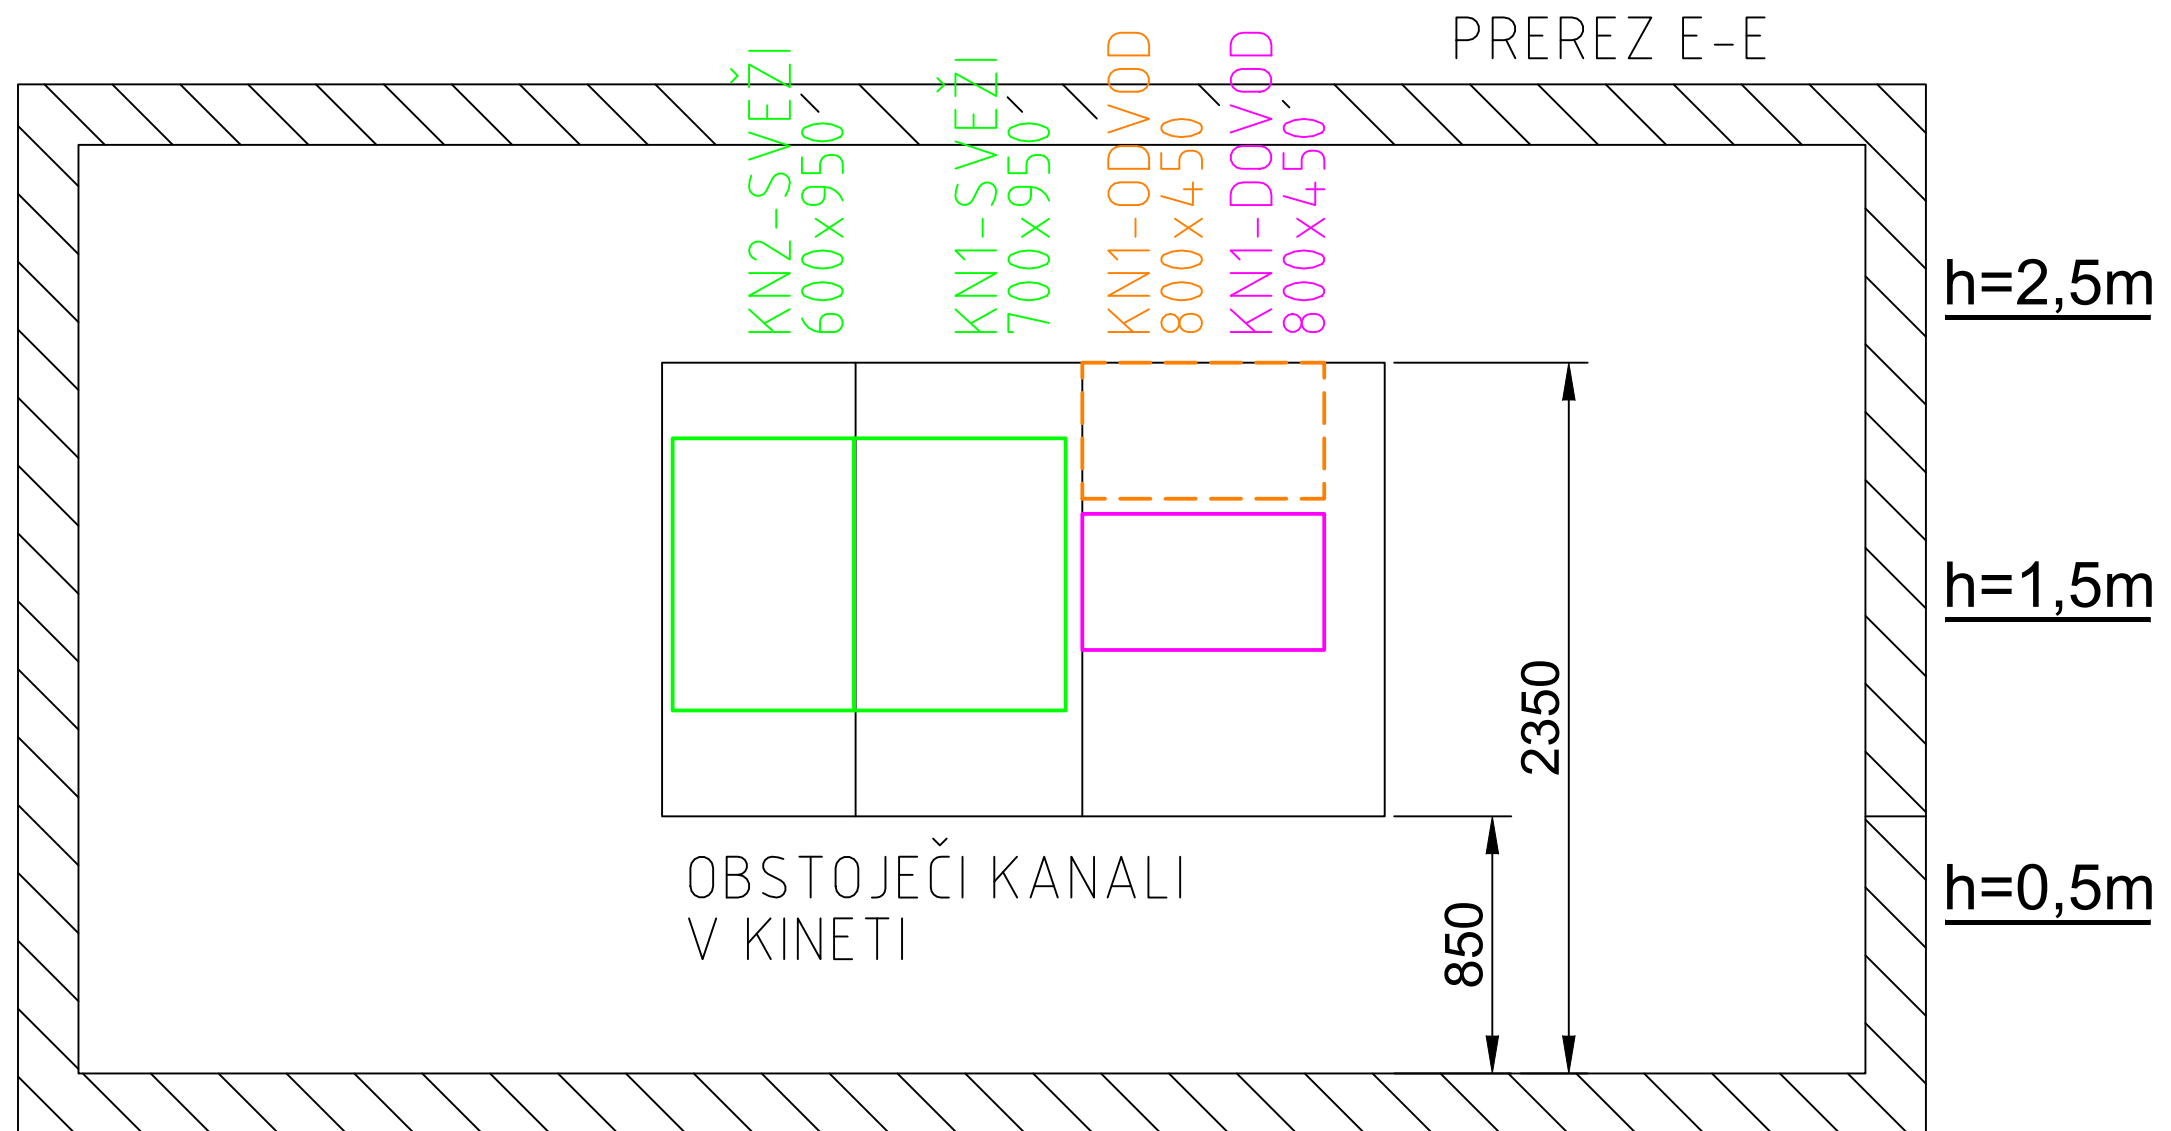 PREREZ E-E
KN2-SVEŽI
600x950
KN1-SVEŽI
700x950
KN1-ODVOD
800x450
KN1-DOVOD
800x450
h=2,5m
h=1,5m
h=0,5m
2350
850
OBSTOJEČI KANALI
V KINETI